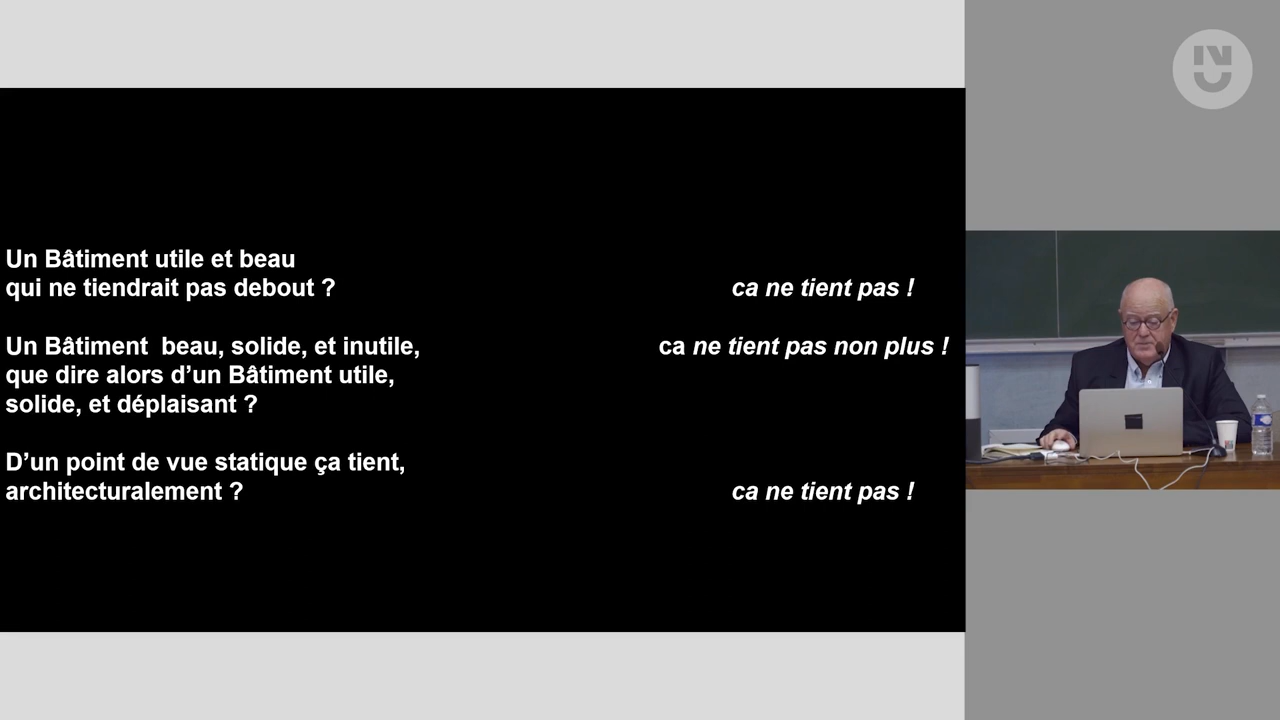 Un Bâtiment utile et beau
qui ne tiendrait pas debout ? ca ne tient pas !
Un Bâtiment  beau, solide, et inutile, ca ne tient pas non plus !
que dire alors d’un Bâtiment utile,
solide, et déplaisant ?
D’un point de vue statique ça tient,
architecturalement ? ca ne tient pas !